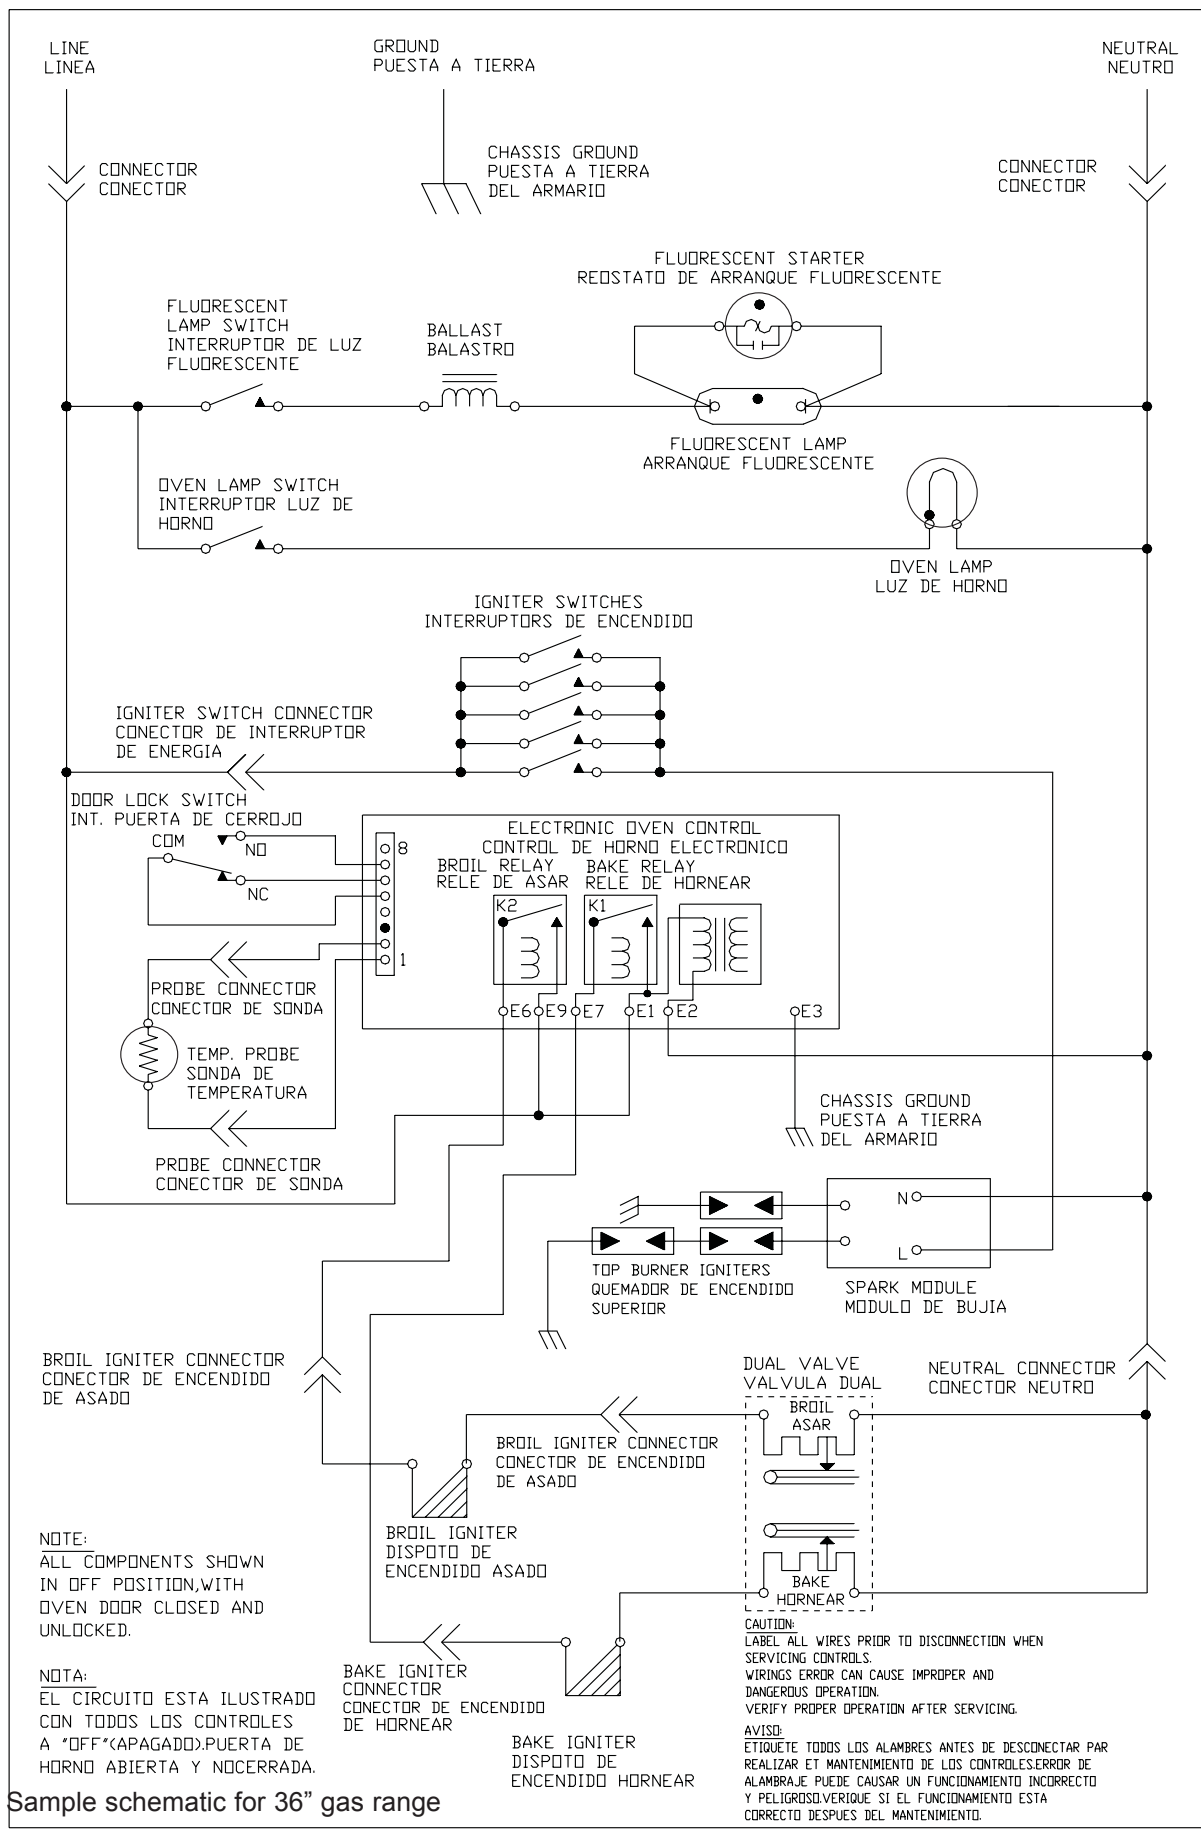 LINE
LINEA
GROUND
PUESTA A TIERRA
NEUTRAL
NEUTRO
CONNECTOR
CONECTOR
CHASSIS GROUND
PUESTA A TIERRA
DEL ARMARIO
CONNECTOR
CONECTOR
FLUORESCENT STARTER
REOSTATO DE ARRANQUE FLUORESCENTE
FLUORESCENT
LAMP SWITCH
INTERRUPTOR DE LUZ
FLUORESCENTE
BALLAST
BALASTRO
FLUORESCENT LAMP
ARRANQUE FLUORESCENTE
OVEN LAMP SWITCH
INTERRUPTOR LUZ DE
HORNO
OVEN LAMP
LUZ DE HORNO
IGNITER SWITCHES
INTERRUPTORS DE ENCENDIDO
IGNITER SWITCH CONNECTOR
CONECTOR DE INTERRUPTOR
DE ENERGIA
DOOR LOCK SWITCH
INT. PUERTA DE CERROJO
COM
NO
NC
8
1
ELECTRONIC OVEN CONTROL
CONTROL DE HORNO ELECTRONICO
BROIL RELAY
RELE DE ASAR
BAKE RELAY
RELE DE HORNEAR
K2
K1
E6
E9
E7
E1
E2
E3
PROBE CONNECTOR
CONECTOR DE SONDA
TEMP. PROBE
SONDA DE
TEMPERATURA
PROBE CONNECTOR
CONECTOR DE SONDA
CHASSIS GROUND
PUESTA A TIERRA
DEL ARMARIO
N
L
TOP BURNER IGNITERS
QUEMADOR DE ENCENDIDO
SUPERIOR
SPARK MODULE
MODULO DE BUJIA
BROIL IGNITER CONNECTOR
CONECTOR DE ENCENDIDO
DE ASADO
DUAL VALVE
VALVULA DUAL
NEUTRAL CONNECTOR
CONECTOR NEUTRO
BROIL
ASAR
BROIL IGNITER CONNECTOR
CONECTOR DE ENCENDIDO
DE ASADO
BROIL IGNITER
DISPOTO DE
ENCENDIDO ASADO
BAKE
HORNEAR
NOTE:
ALL COMPONENTS SHOWN
IN OFF POSITION,WITH
OVEN DOOR CLOSED AND
UNLOCKED.
NOTA:
EL CIRCUITO ESTA ILUSTRADO
CON TODOS LOS CONTROLES
A "OFF"(APAGADO).PUERTA DE
HORNO ABIERTA Y NOCERRADA.
BAKE IGNITER
CONNECTOR
CONECTOR DE ENCENDIDO
DE HORNEAR
BAKE IGNITER
DISPOTO DE
ENCENDIDO HORNEAR
CAUTION:
LABEL ALL WIRES PRIOR TO DISCONNECTION WHEN
SERVICING CONTROLS.
WIRINGS ERROR CAN CAUSE IMPROPER AND
DANGEROUS OPERATION.
VERIFY PROPER OPERATION AFTER SERVICING.
AVISO:
ETIQUETE TODOS LOS ALAMBRES ANTES DE DESCONECTAR PAR
REALIZAR ET MANTENIMIENTO DE LOS CONTROLES.ERROR DE
ALAMBRAJE PUEDE CAUSAR UN FUNCIONAMIENTO INCORRECTO
Y PELIGROSO.VERIQUE SI EL FUNCIONAMIENTO ESTA
CORRECTO DESPUES DEL MANTENIMIENTO.
Sample schematic for 36” gas range